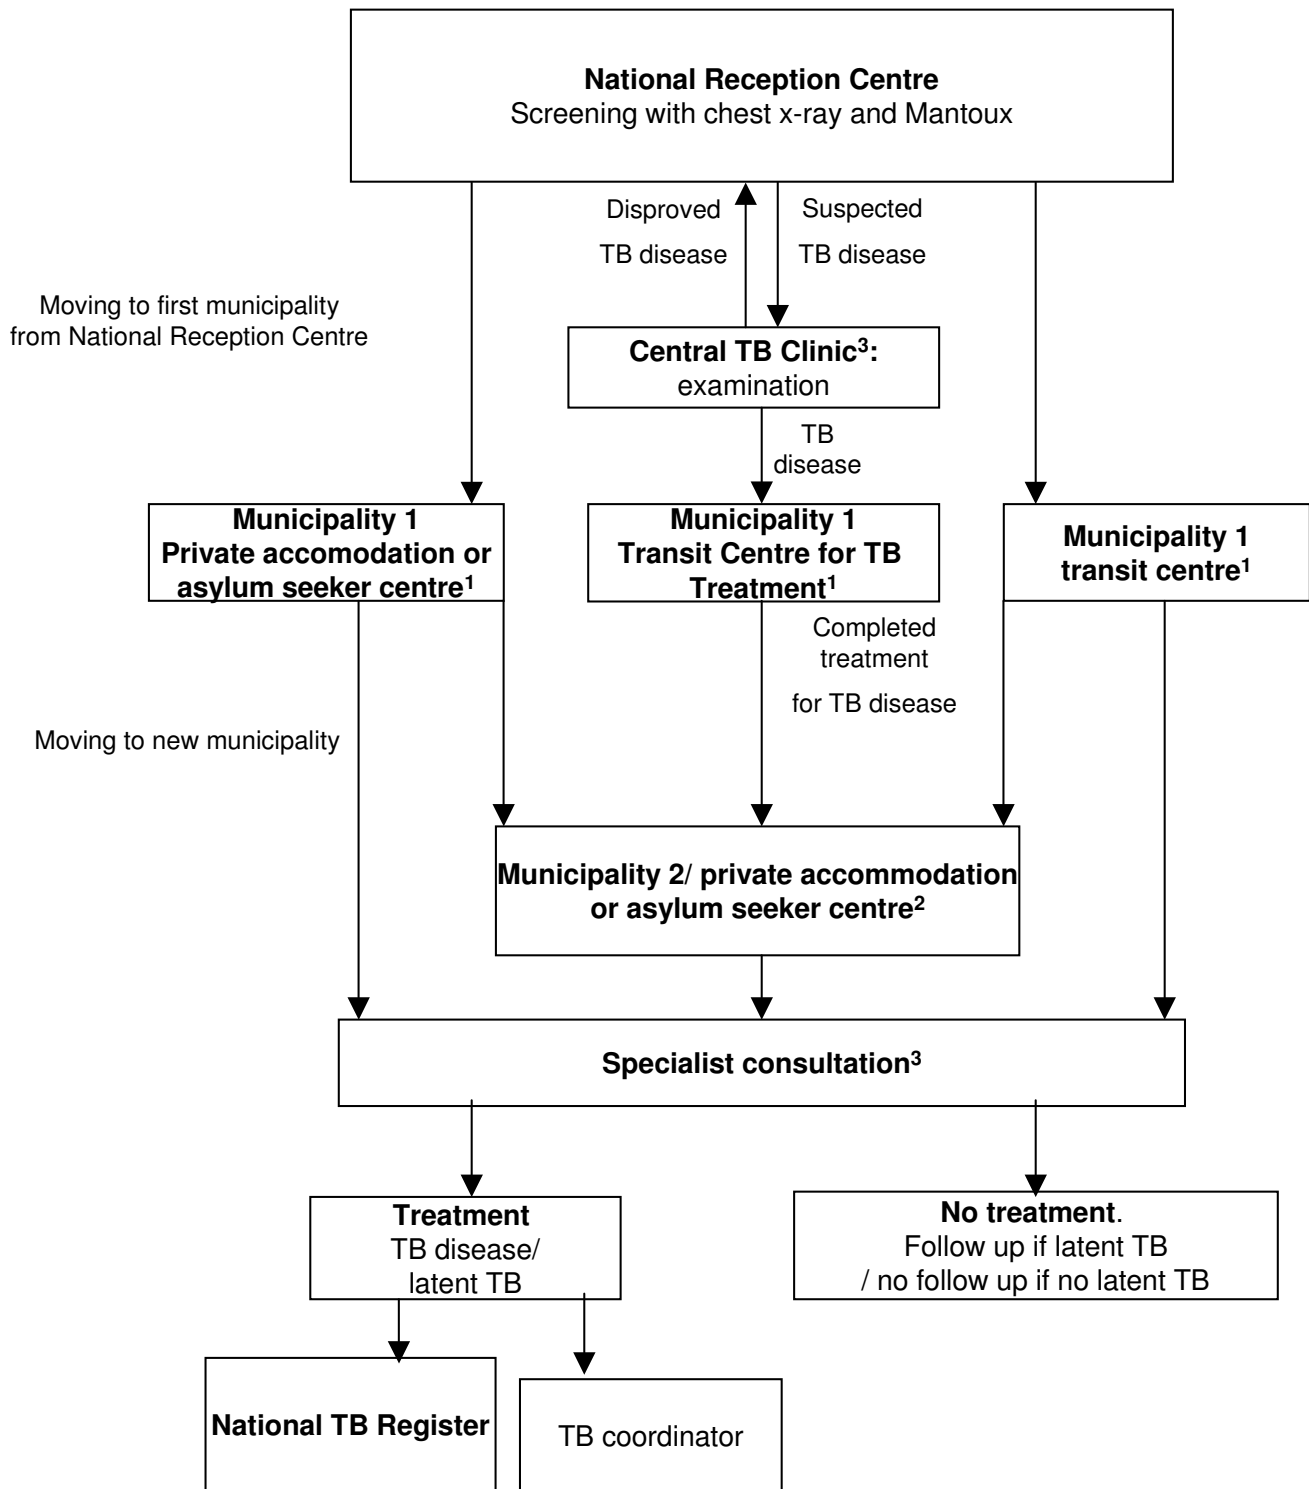 National Reception Centre
Screening with chest x-ray and Mantoux
Disproved
TB disease
Suspected
TB disease
Moving to first municipality
from National Reception Centre
Central TB Clinic³:
examination
TB
disease
Municipality 1
Private accomodation or
asylum seeker centre¹
Municipality 1
Transit Centre for TB
Treatment¹
Municipality 1
transit centre¹
Completed
treatment
for TB disease
Moving to new municipality
Municipality 2/ private accommodation
or asylum seeker centre²
Specialist consultation³
Treatment
TB disease/
latent TB
No treatment.
Follow up if latent TB
/ no follow up if no latent TB
National TB Register
TB coordinator